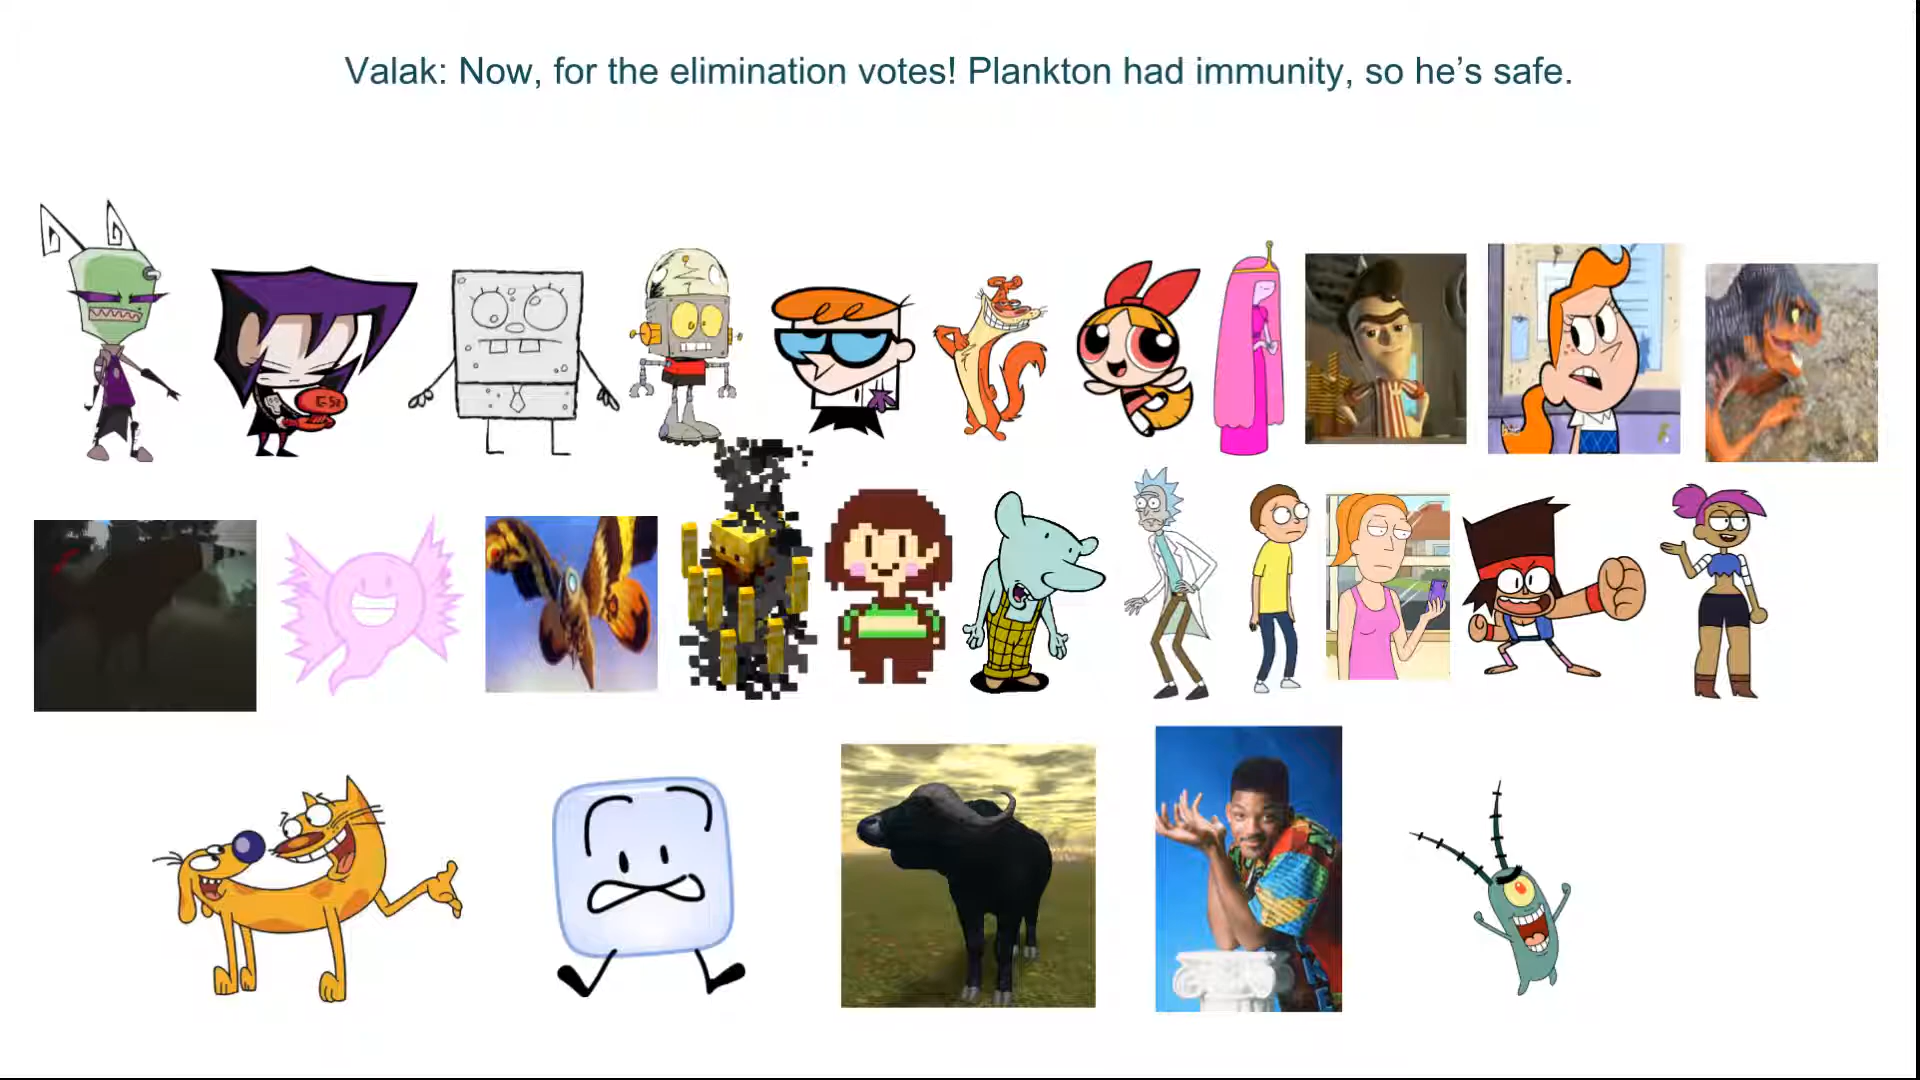 Valak: Now, for the elimination votes! Plankton had immunity, so he’s safe.